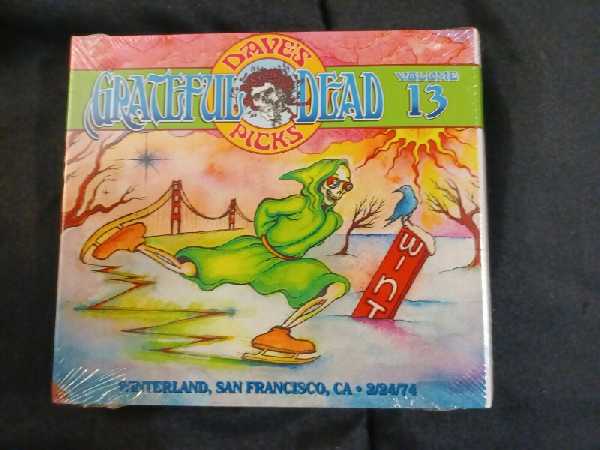 DAVE'S
GRATEFUL DEAD
VOLUME
13
PICKS
WINT
WINTERLAND, SAN FRANCISCO, CA • 2/24/74